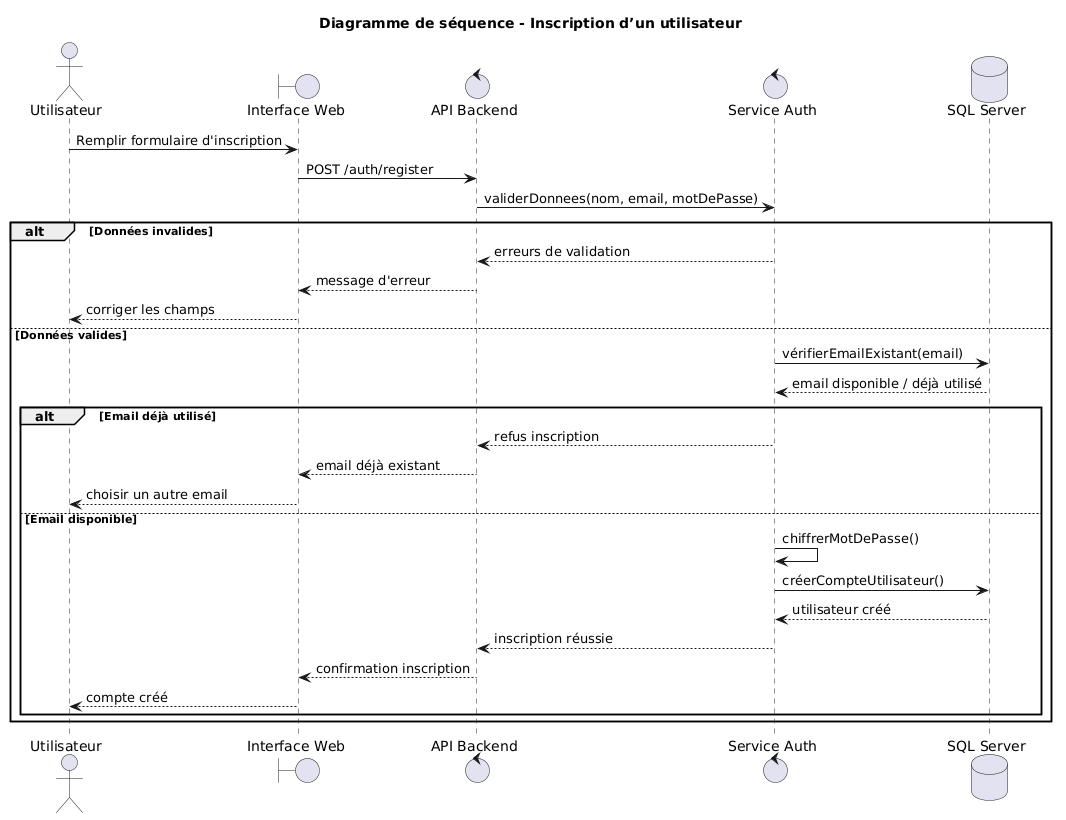 Diagramme de séquence - Inscription d’un utilisateur
Utilisateur
Interface Web
API Backend
Service Auth
SQL Server
Remplir formulaire d'inscription
POST /auth/register
validerDonnees(nom, email, motDePasse)
alt [Données invalides]
erreurs de validation
message d'erreur
corriger les champs
[Données valides]
vérifierEmailExistant(email)
email disponible / déjà utilisé
alt [Email déjà utilisé]
refus inscription
email déjà existant
choisir un autre email
[Email disponible]
chiffrerMotDePasse()
créerCompteUtilisateur()
utilisateur créé
inscription réussie
confirmation inscription
compte créé
Utilisateur
Interface Web
API Backend
Service Auth
SQL Server